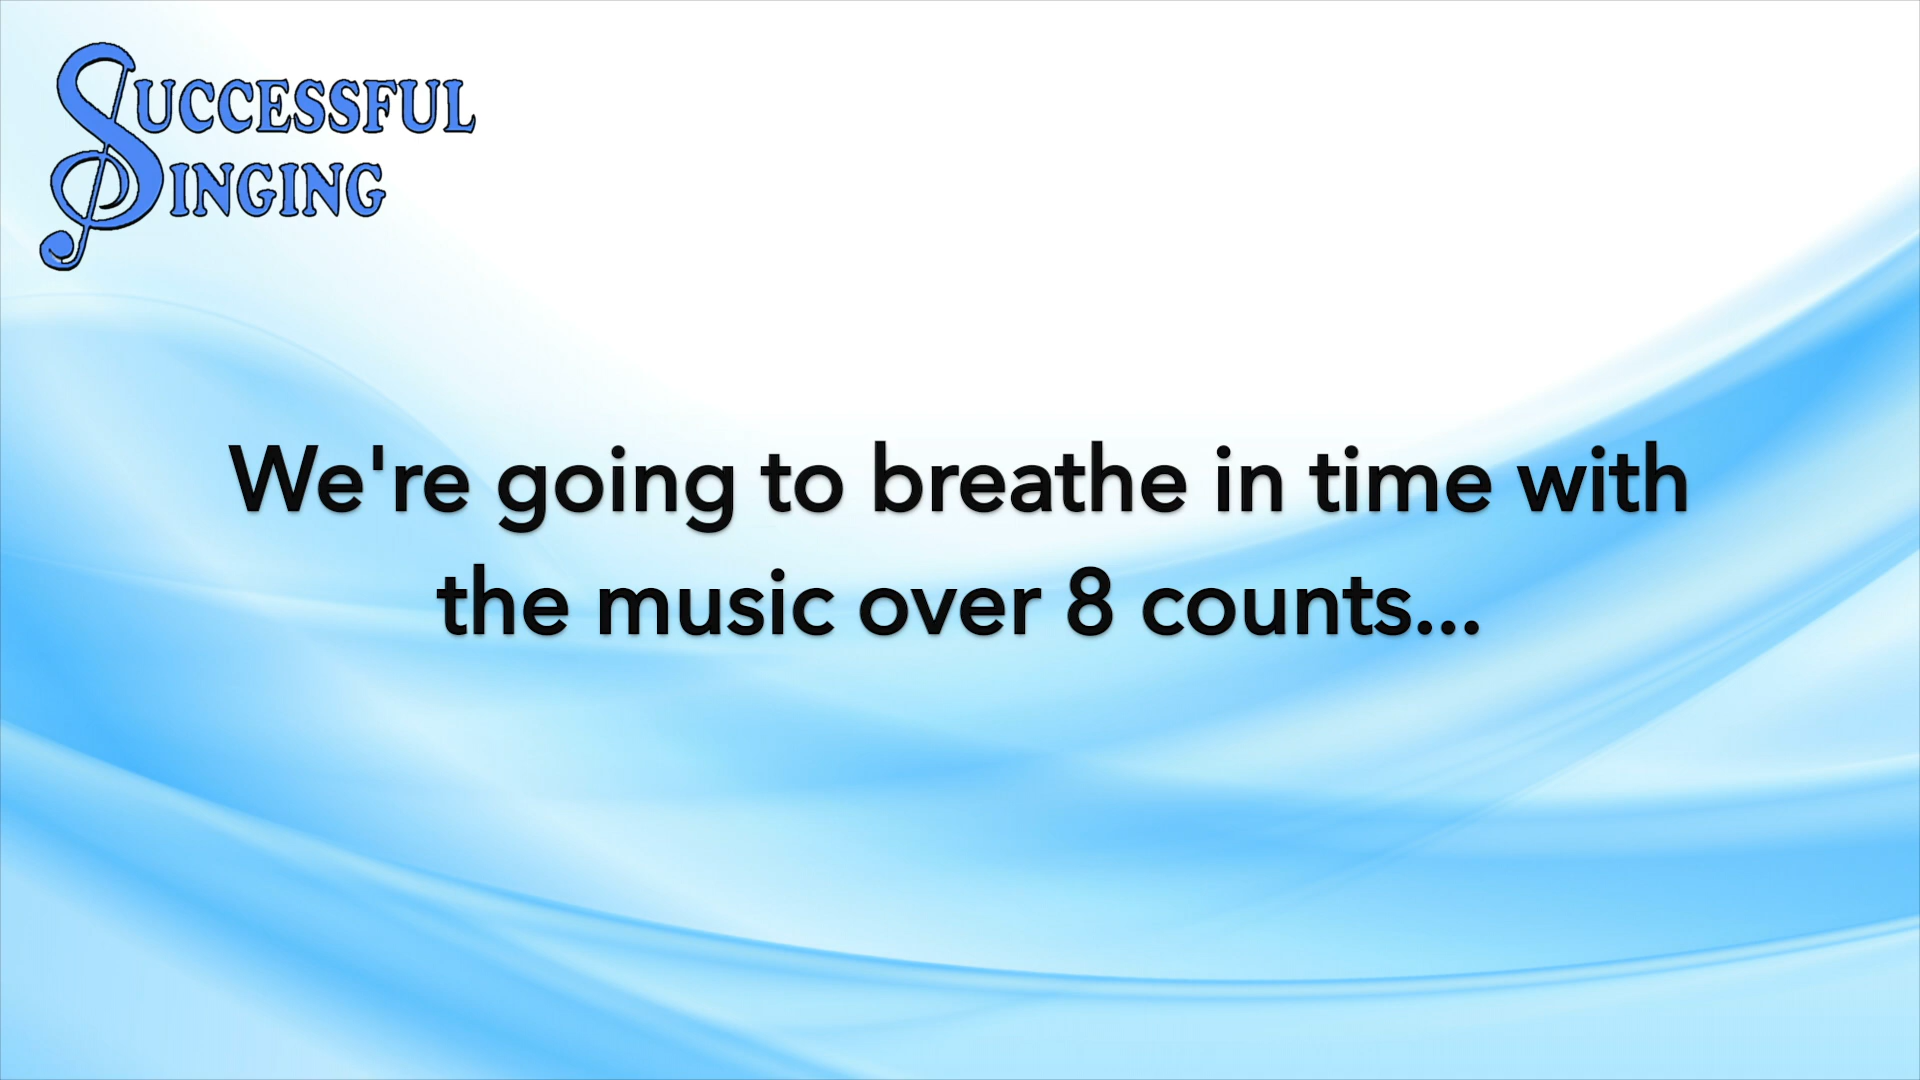 SUCCESSFUL
SINGING
We're going to breathe in time with
the music over 8 counts...